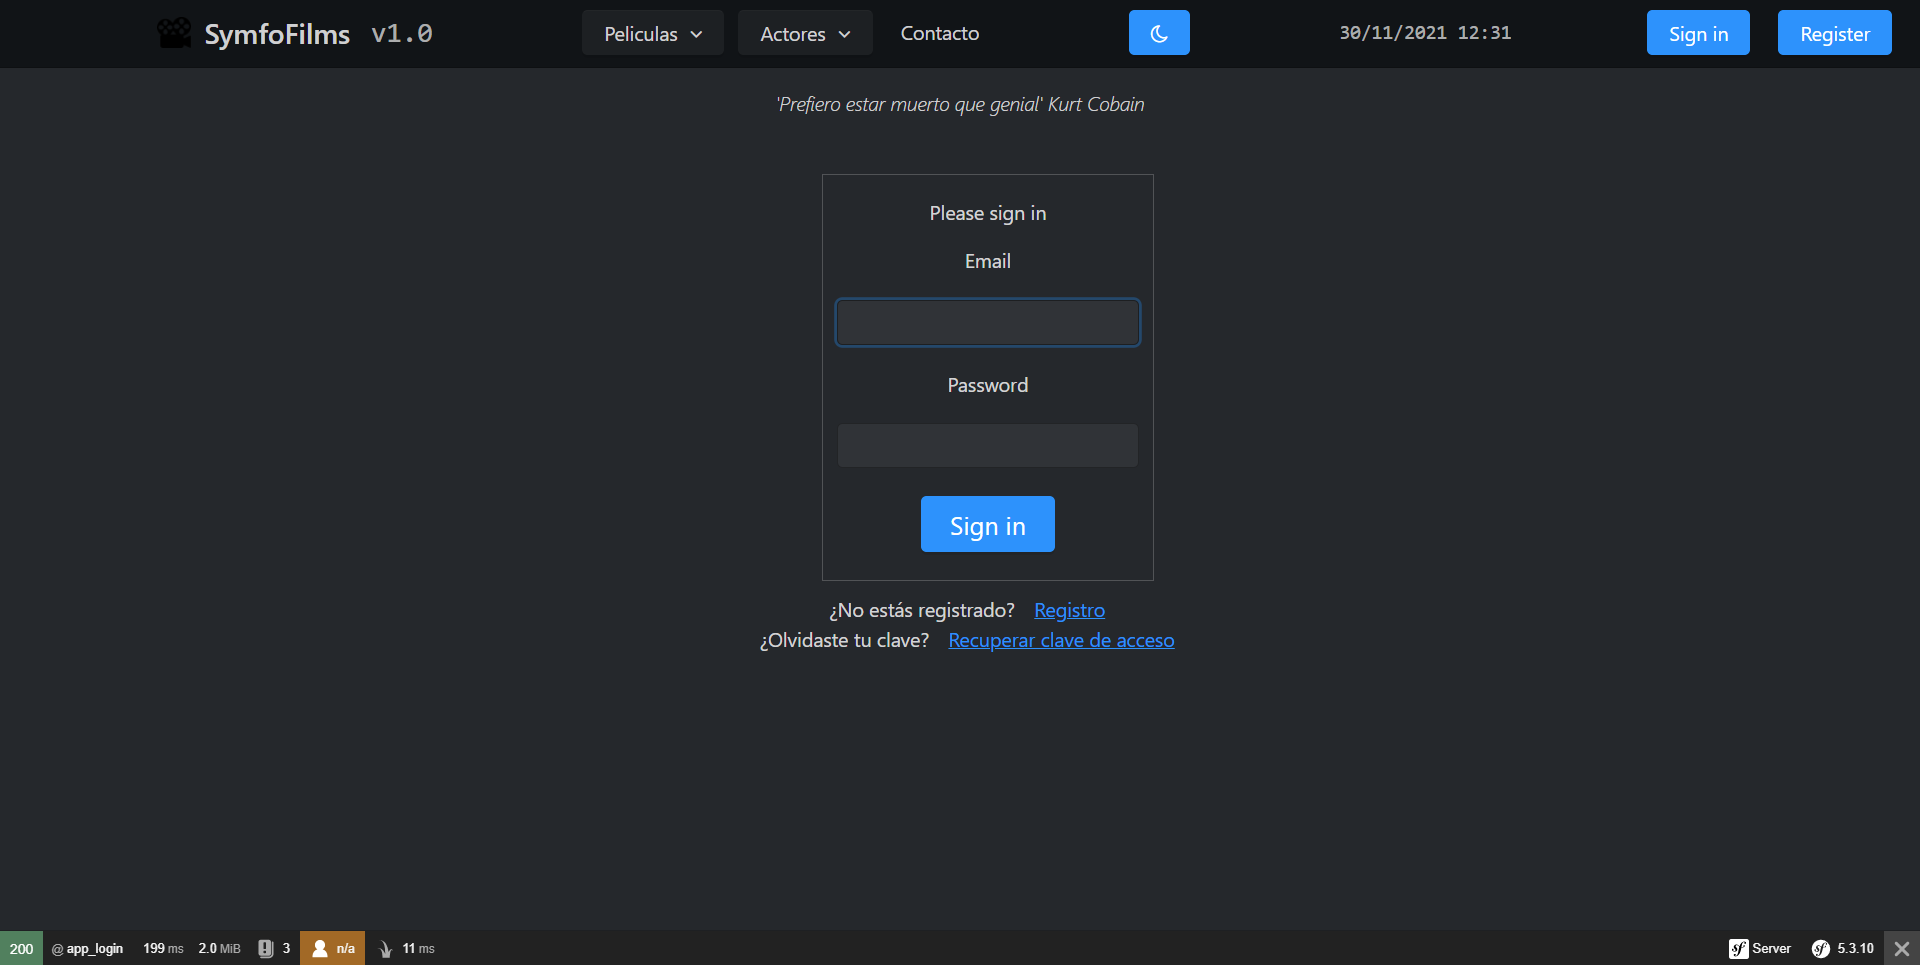 SymfoFilms v1.0 Peliculas Actores Contacto 30/11/2021 12:31 Sign in Register
'Prefiero estar muerto que genial' Kurt Cobain
Please sign in
Email
Password
Sign in
¿No estás registrado? Registro
¿Olvidaste tu clave? Recuperar clave de acceso
200 @ app_login 199 ms 2.0 MiB 3 n/a 11 ms sf Server sf 5.3.10